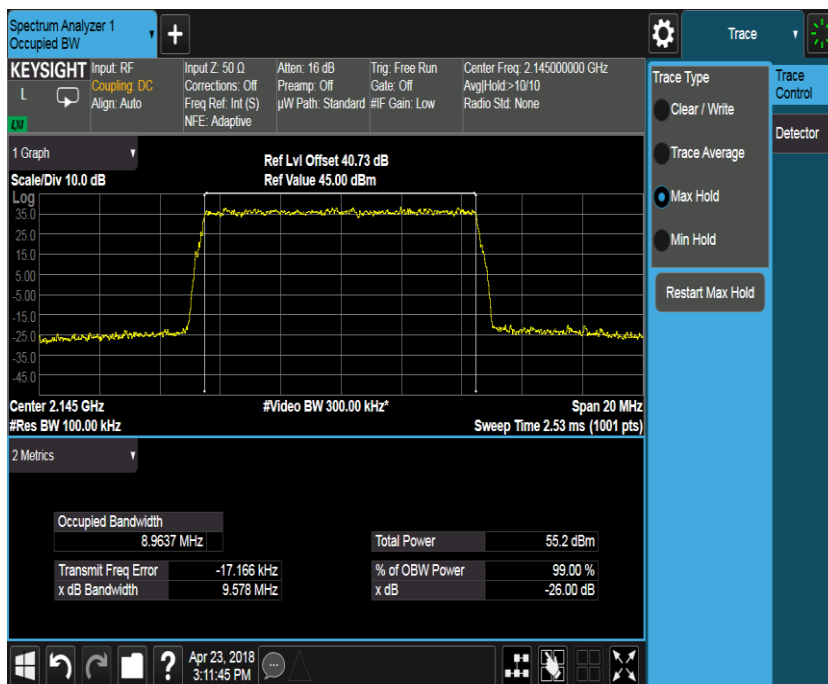 Spectrum Analyzer 1
Occupied BW
+
Trace
KEYSIGHT
L
LXI
Input: RF
Coupling: DC
Align: Auto
Input Z: 50 Ω
Corrections: Off
Freq Ref: Int (S)
NFE: Adaptive
Atten: 16 dB
Preamp: Off
µW Path: Standard
Trig: Free Run
Gate: Off
#IF Gain: Low
Center Freq: 2.145000000 GHz
Avg|Hold:>10/10
Radio Std: None
Trace Type
Clear / Write
Trace Average
Max Hold
Min Hold
Restart Max Hold
Trace
Control
Detector
1 Graph
Scale/Div 10.0 dB
Ref Lvl Offset 40.73 dB
Ref Value 45.00 dBm
Log
35.0
25.0
15.0
5.00
-5.00
-15.0
-25.0
-35.0
-45.0
Center 2.145 GHz
#Video BW 300.00 kHz*
Span 20 MHz
#Res BW 100.00 kHz
Sweep Time 2.53 ms (1001 pts)
2 Metrics
Occupied Bandwidth
8.9637 MHz
Total Power 55.2 dBm
Transmit Freq Error -17.166 kHz
% of OBW Power 99.00 %
x dB Bandwidth 9.578 MHz
x dB -26.00 dB
?
Apr 23, 2018
3:11:45 PM